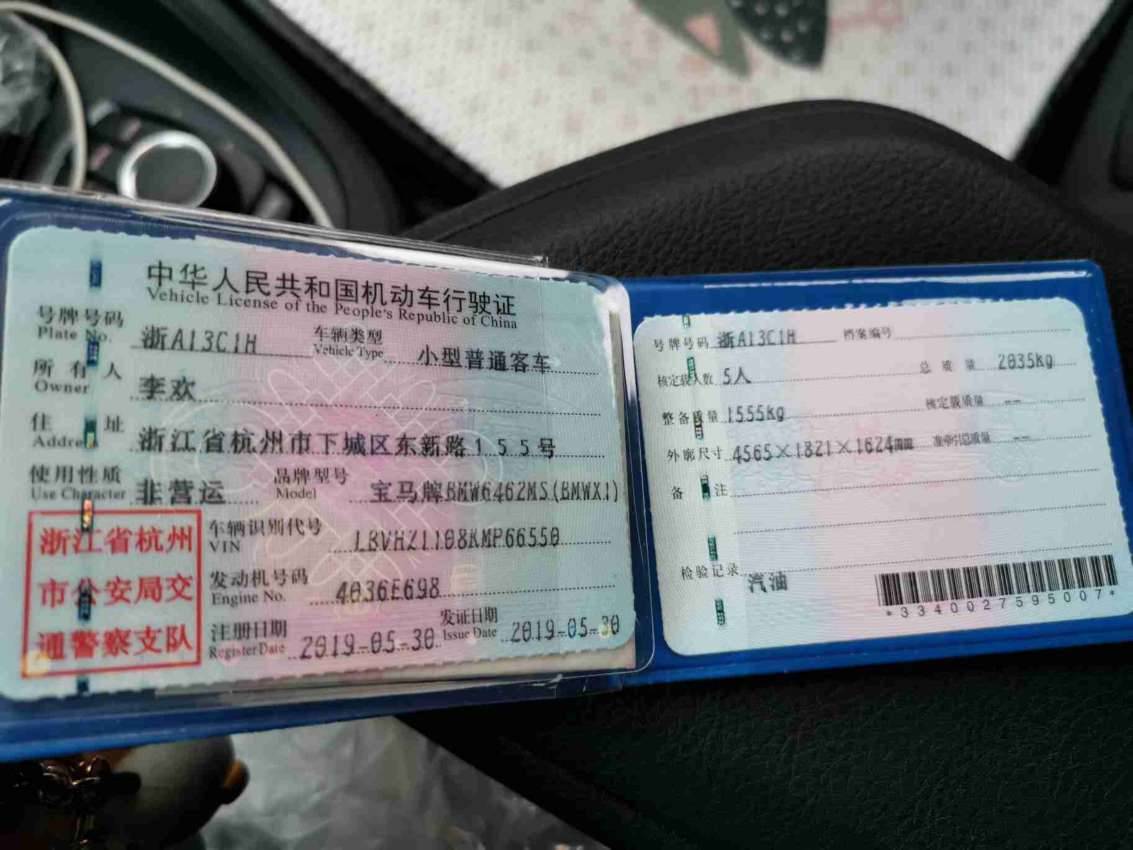 中华人民共和国机动车行驶证
Vehicle License of the People's Republic of China
号牌号码 浙A13C1H 车辆类型 小型普通客车
Plate No. Vehicle Type
所有人 李欢
Owner
住址 浙江省杭州市下城区东新路155号
Address
使用性质 非营运 品牌型号 宝马牌BMW6462MS(BMWX1)
Use Character Model
浙江省杭州
市公安局交
通警察支队
车辆识别代号 LBVHZ1108KMP66550
VIN
发动机号码 4036E698
Engine No.
注册日期 2019-05-30 发证日期 2019-05-30
Register Date Issue Date
号牌号码 浙A13C1H 档案编号
核定载人数 5人 总质量 2035kg
整备质量 1555kg 核定载质量 --
外廓尺寸 4565×1821×1624mm 准牵引总质量 --
备注
检验记录 汽油
*3340027595007*